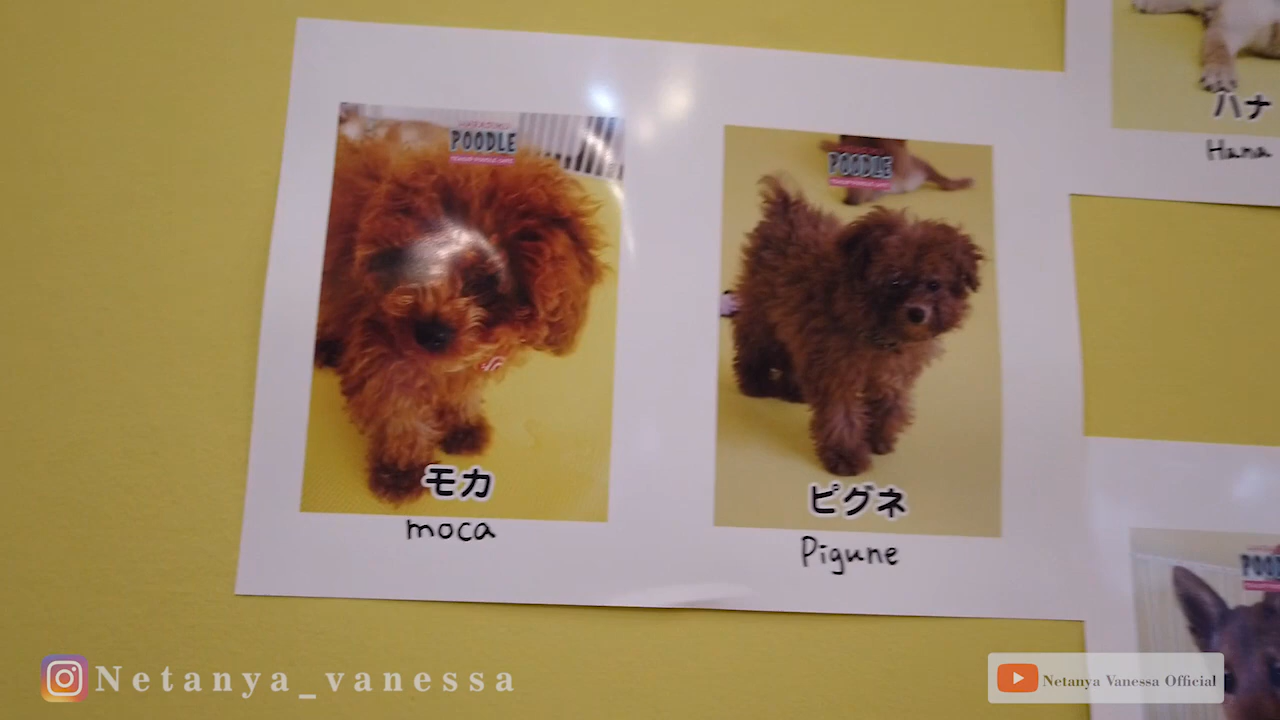 POODLE
モカ
moca
POODLE
ピグネ
Pigune
ハナ
Hana
Netanya_vanessa
Netanya Vanessa Official